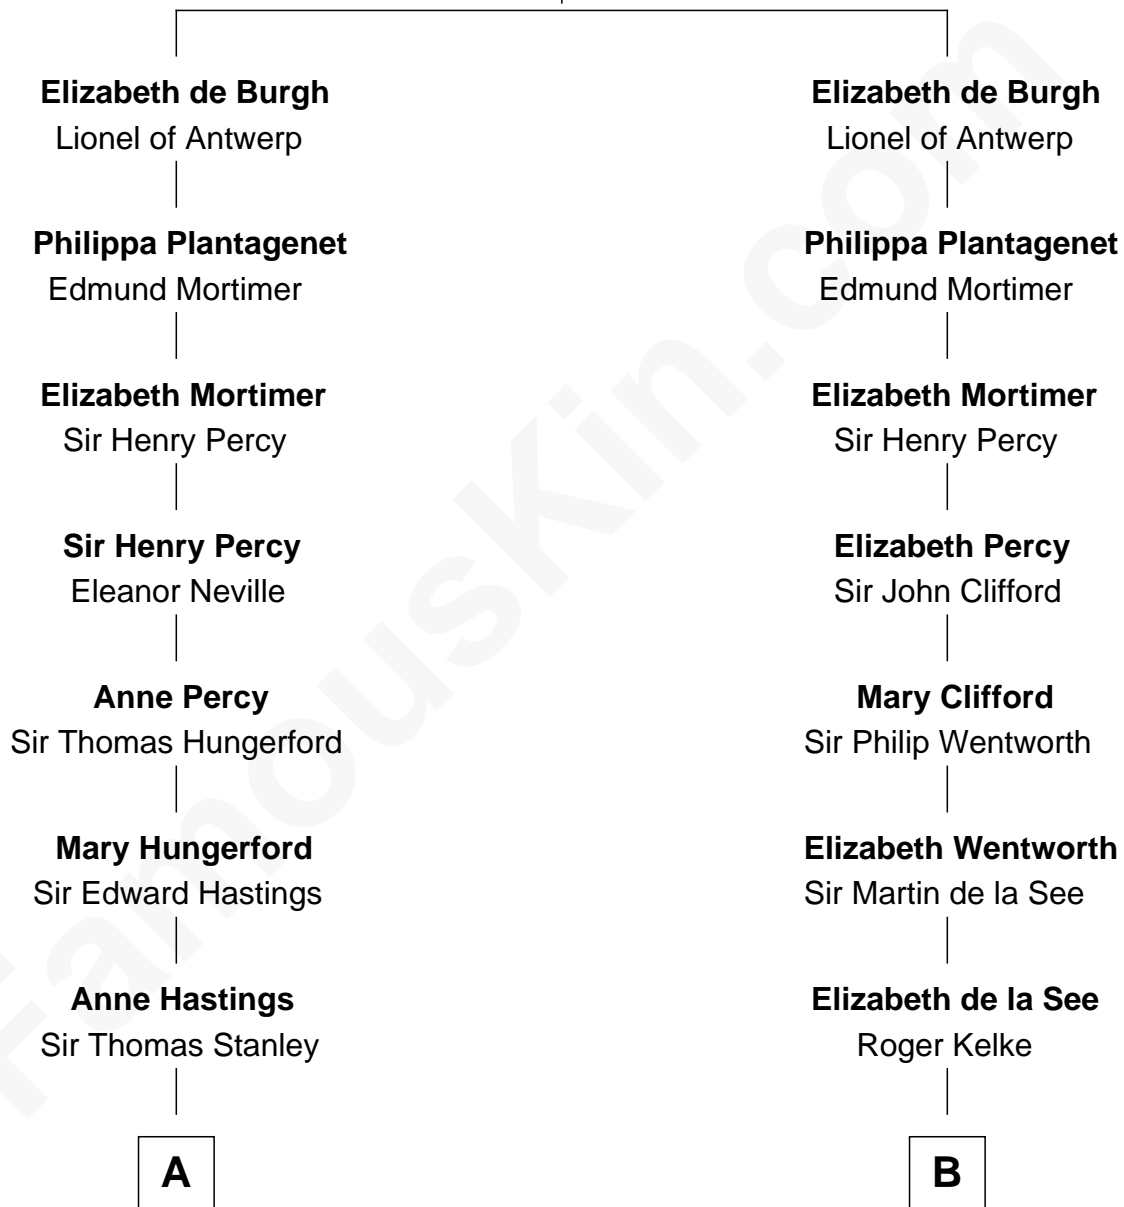 Elizabeth de Burgh
Lionel of Antwerp
Philippa Plantagenet
Edmund Mortimer
Elizabeth Mortimer
Sir Henry Percy
Sir Henry Percy
Eleanor Neville
Anne Percy
Sir Thomas Hungerford
Mary Hungerford
Sir Edward Hastings
Anne Hastings
Sir Thomas Stanley
A
Elizabeth de Burgh
Lionel of Antwerp
Philippa Plantagenet
Edmund Mortimer
Elizabeth Mortimer
Sir Henry Percy
Elizabeth Percy
Sir John Clifford
Mary Clifford
Sir Philip Wentworth
Elizabeth Wentworth
Sir Martin de la See
Elizabeth de la See
Roger Kelke
B
FamousKin.com